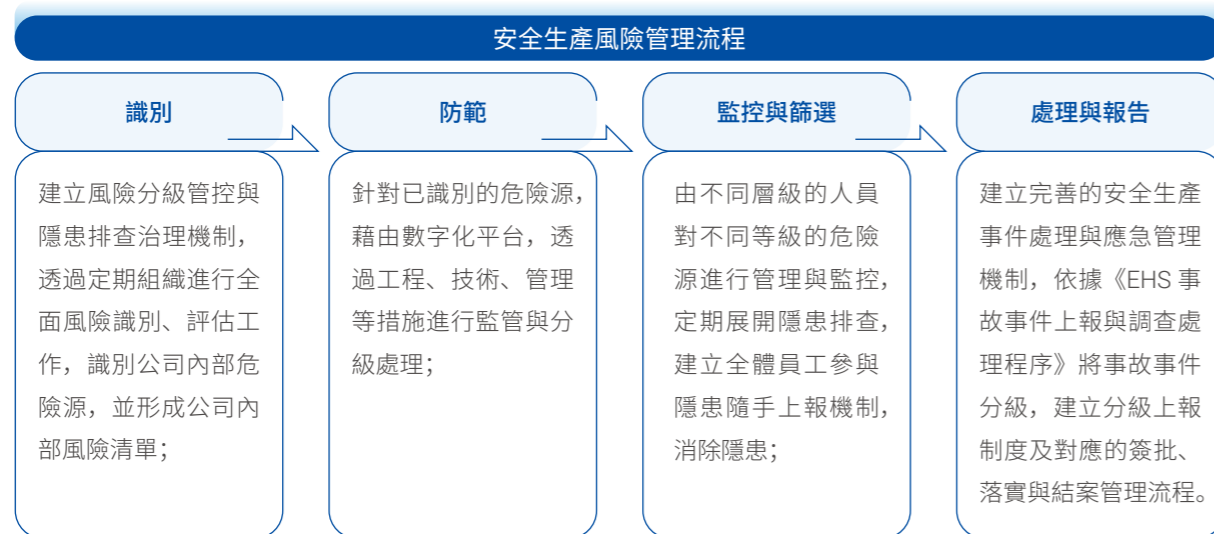 安全生產風險管理流程
識別
建立風險分級管控與
隱患排查治理機制，
透過定期組織進行全
面風險識別、評估工
作，識別公司內部危
險源，並形成公司內
部風險清單；
防範
針對已識別的危險源，
藉由數字化平台，透
過工程、技術、管理
等措施進行監管與分
級處理；
監控與篩選
由不同層級的人員
對不同等級的危險
源進行管理與監控，
定期展開隱患排查，
建立全體員工參與
隱患隨手上報機制，
消除隱患；
處理與報告
建立完善的安全生產
事件處理與應急管理
機制，依據《EHS 事
故事件上報與調查處
理程序》將事故事件
分級，建立分級上報
制度及對應的簽批、
落實與結案管理流程。